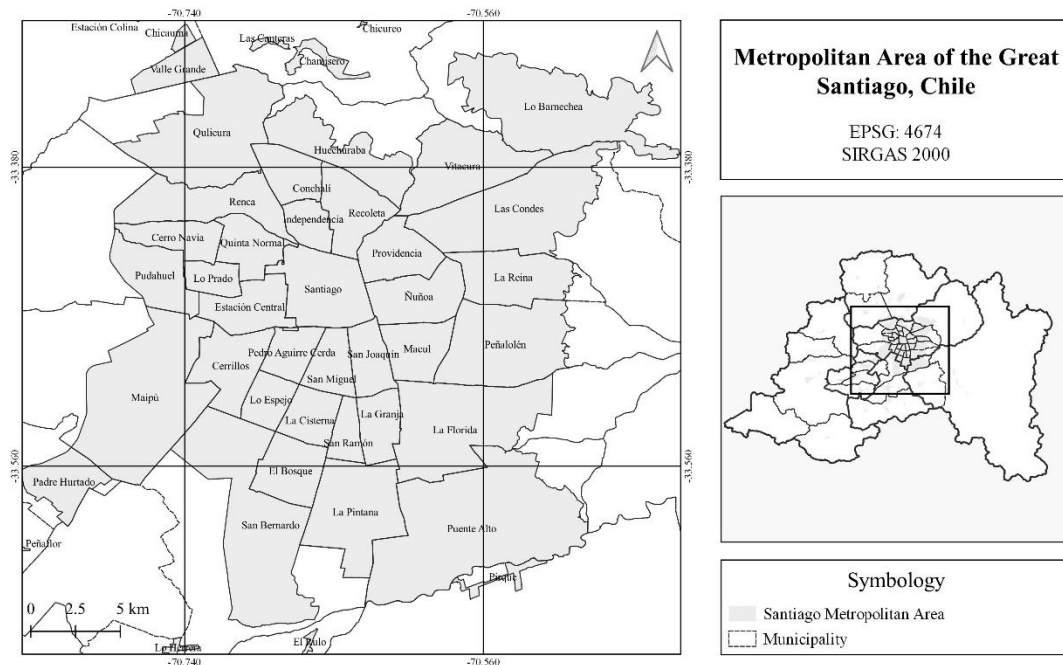 -70.740
-70.560
Estación Colina
Chicauma
Las Canteras
Chicureo
Chamisero
Valle Grande
Lo Barnechea
Qulicura
Huechuraba
Vitacura
-33.380
-33.380
Conchalí
Renca
Independencia
Recoleta
Las Condes
Cerro Navia
Quinta Normal
Providencia
Pudahuel
Lo Prado
La Reina
Santiago
Ñuñoa
Estación Central
Pedro Aguirre Cerda
San Joaquín
Macul
Peñalolén
Cerrillos
San Miguel
Maipú
Lo Espejo
La Granja
La Cisterna
La Florida
San Ramón
-33.560
-33.560
El Bosque
Padre Hurtado
La Pintana
San Bernardo
Puente Alto
Peñaflor
Pirque
0 2.5 5 km
El Rulo
Lo Herrera
-70.740
-70.560
Metropolitan Area of the Great
Santiago, Chile
EPSG: 4674
SIRGAS 2000
Symbology
Santiago Metropolitan Area
Municipality